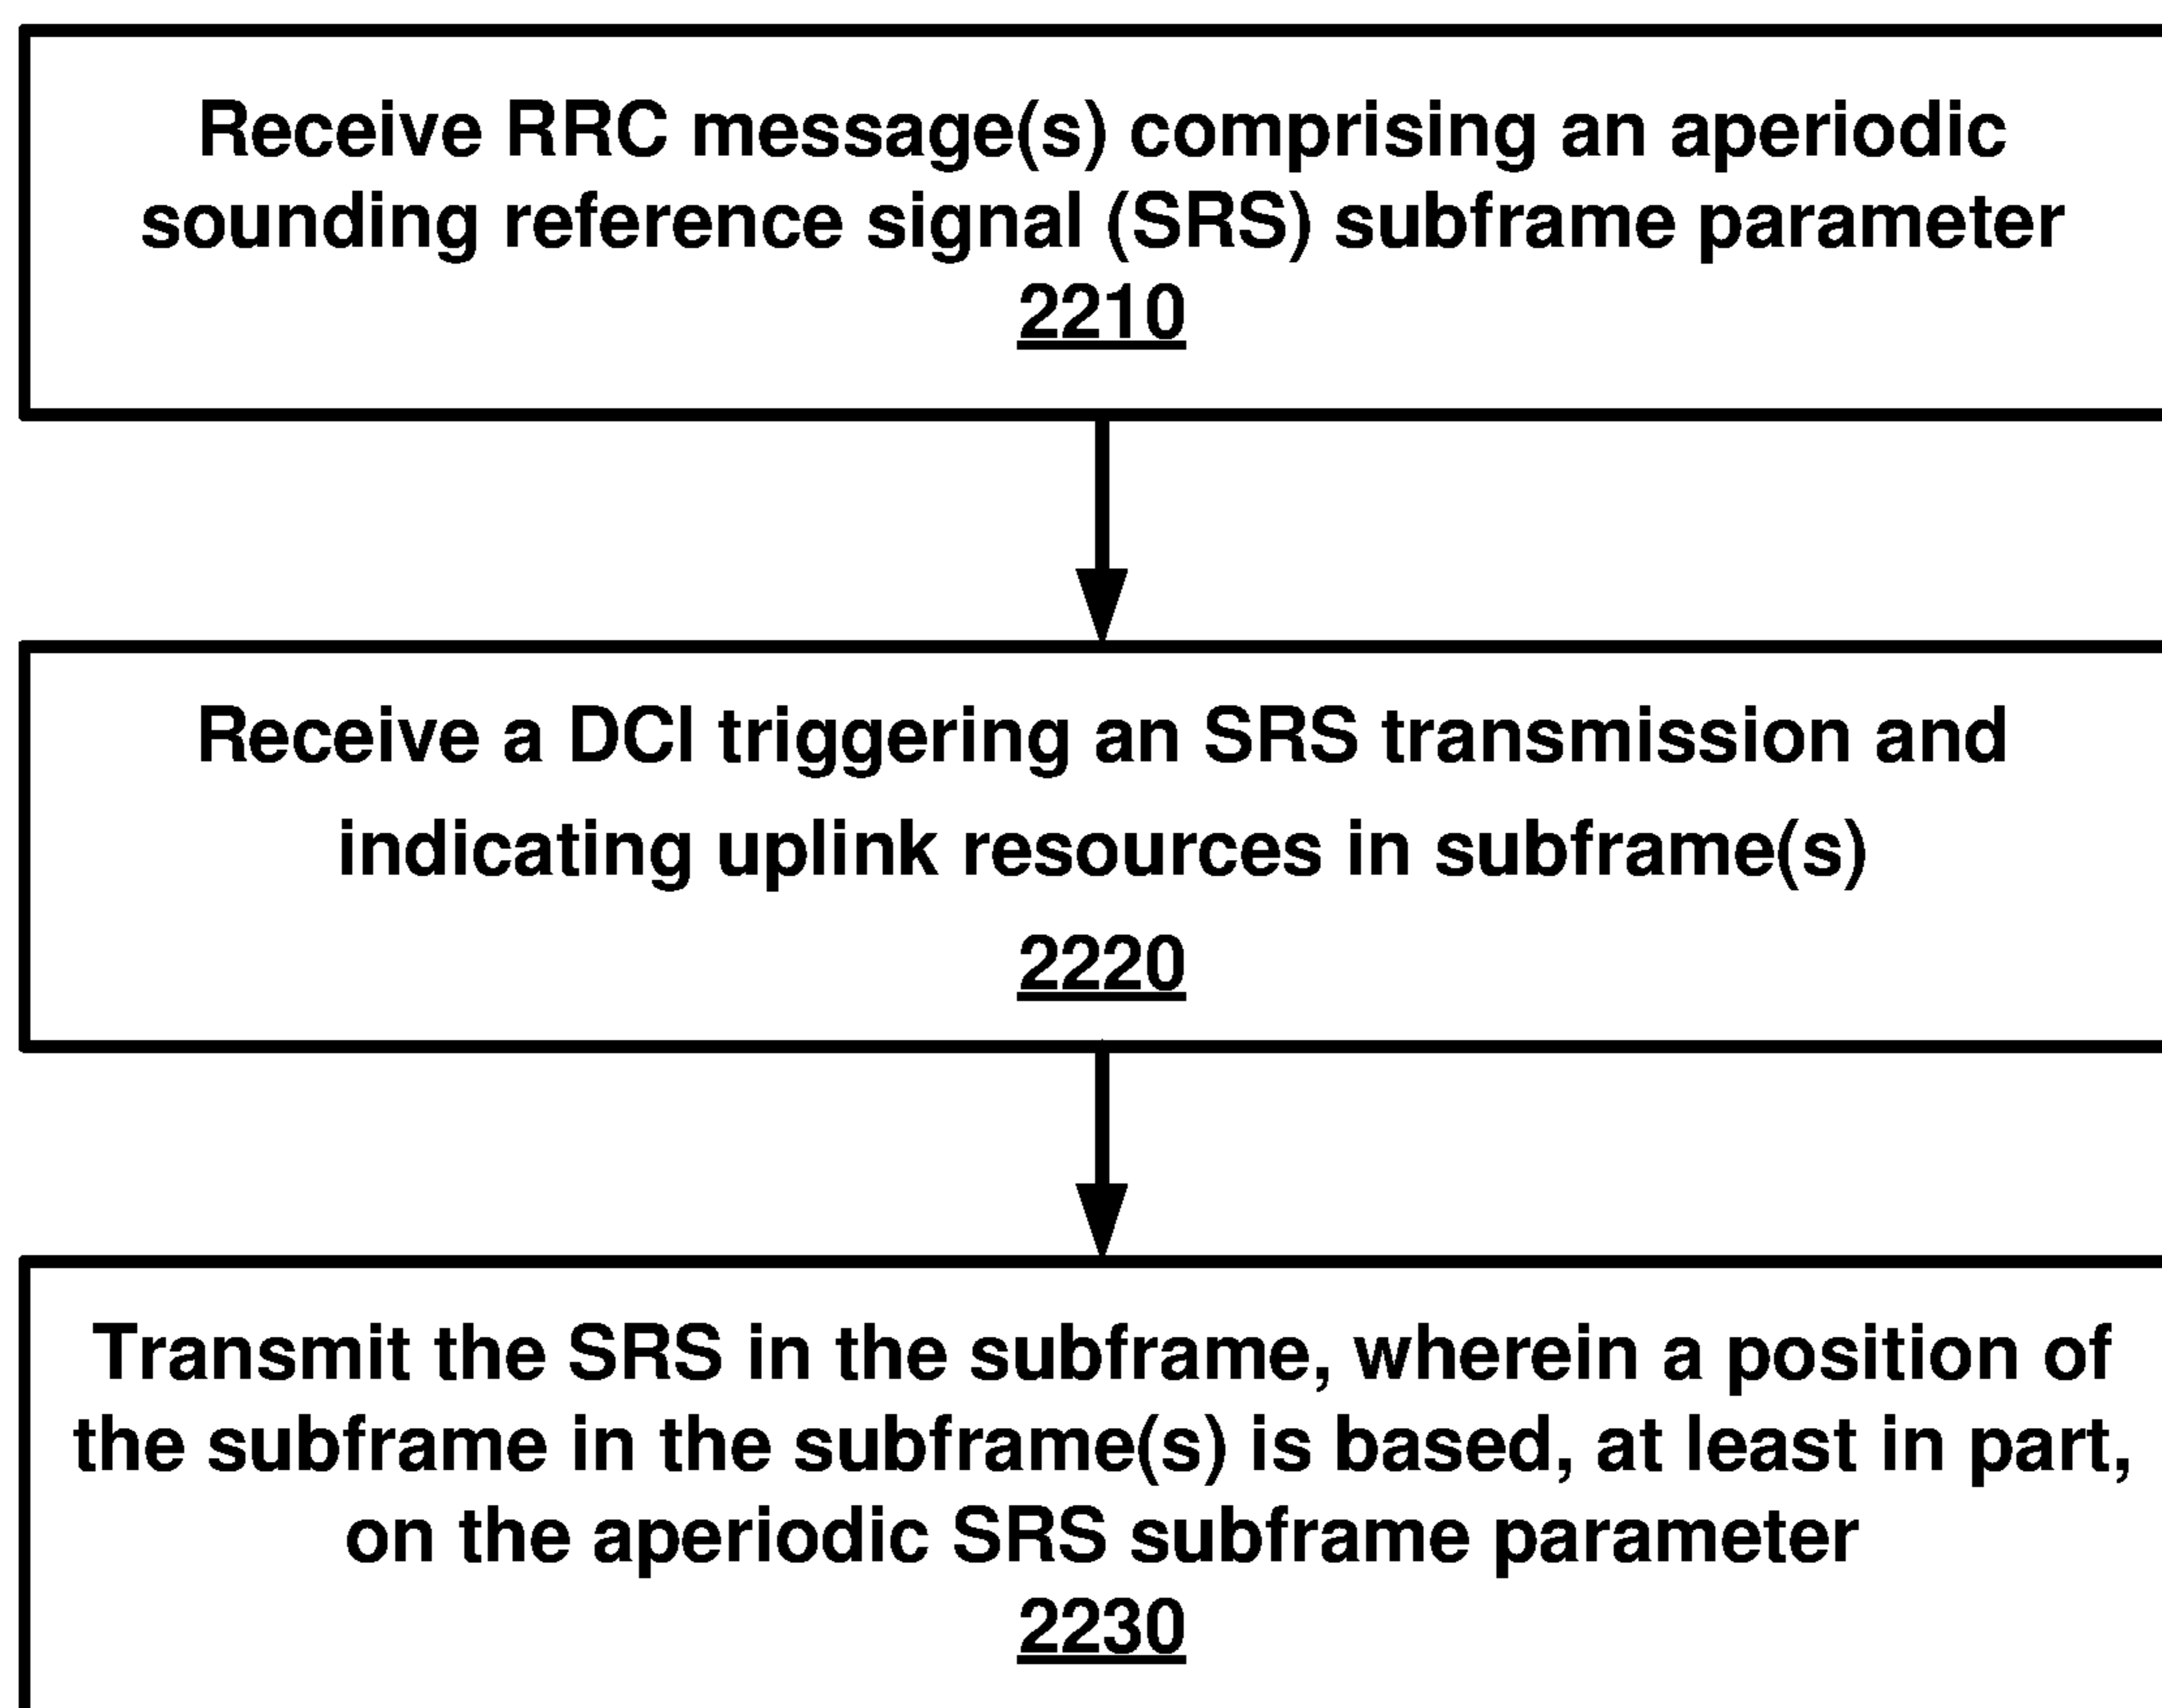 Receive RRC message(s) comprising an aperiodic
sounding reference signal (SRS) subframe parameter
2210
Receive a DCI triggering an SRS transmission and
indicating uplink resources in subframe(s)
2220
Transmit the SRS in the subframe, wherein a position of
the subframe in the subframe(s) is based, at least in part,
on the aperiodic SRS subframe parameter
2230